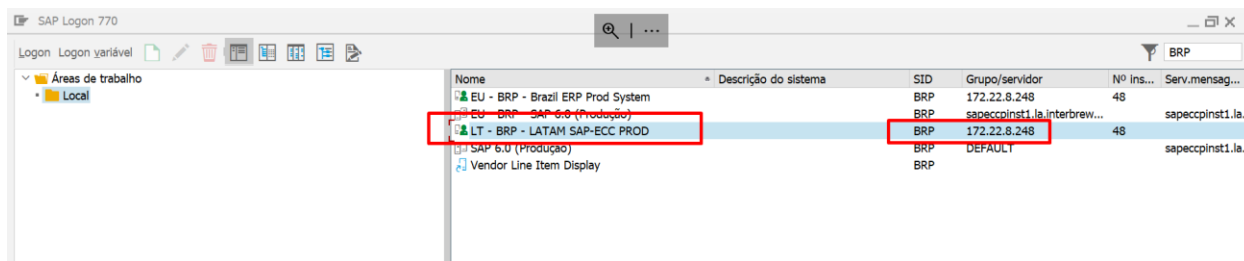 SAP Logon 770
Logon Logon variável
BRP
Áreas de trabalho
Local
Nome Descrição do sistema SID Grupo/servidor Nº ins... Serv.mensag...
EU - BRP - Brazil ERP Prod System BRP 172.22.8.248 48
EU - BRP - SAP 6.0 (Produção) BRP sapeccpinst1.la.interbrew... sapeccpinst1.la.
LT - BRP - LATAM SAP-ECC PROD BRP 172.22.8.248 48
SAP 6.0 (Produção) BRP DEFAULT sapeccpinst1.la.
Vendor Line Item Display BRP